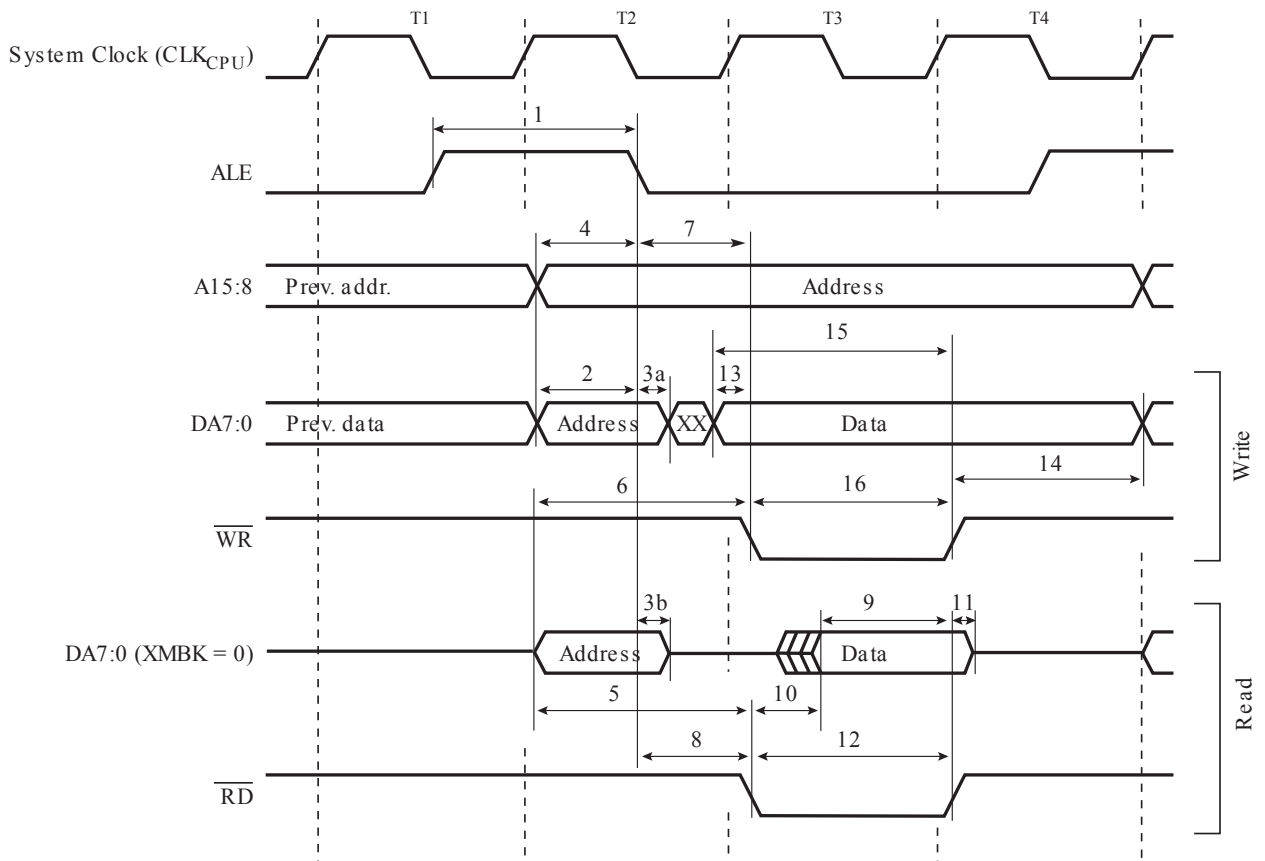 T1 T2 T3 T4
System Clock (CLKCPU)
1
ALE
4 7
A15:8 Prev. addr. Address
15
2 3a 13
DA7:0 Prev. data Address XX Data
14
6 16
WR
Write
3b 9 11
DA7:0 (XMBK = 0) Address Data
5 10
8 12
RD
Read